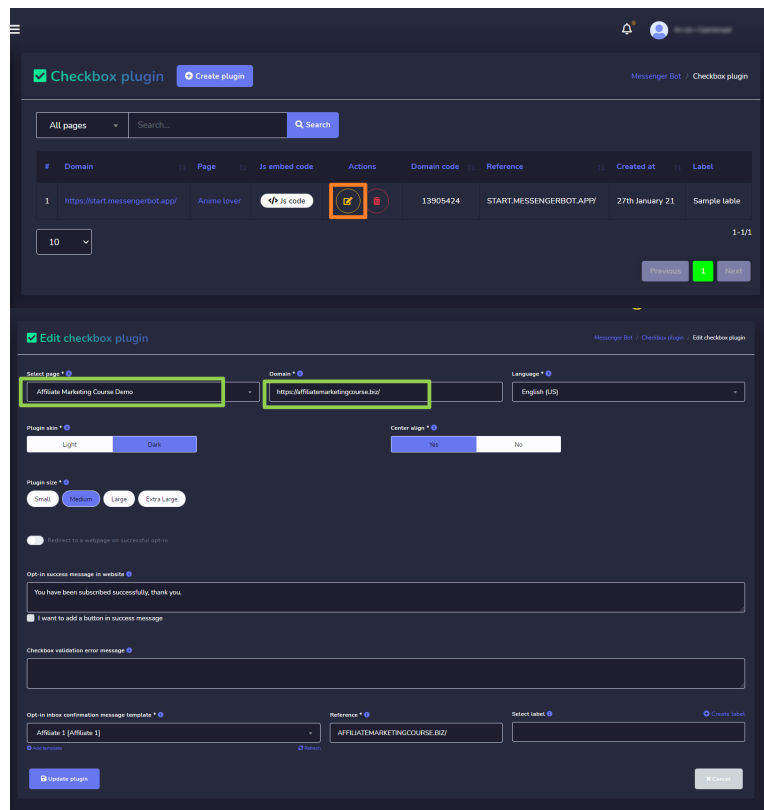 Checkbox plugin
Create plugin
Messenger Bot / Checkbox plugin
All pages
Search...
Search
# Domain Page Js embed code Actions Domain code Reference Created at Label
1 https://start.messengerbot.app/ Anime lover </> Js code 13905424 START.MESSENGERBOT.APP/ 27th January 21 Sample lable
10
1-1/1
Previous 1 Next
Edit checkbox plugin
Messenger Bot / Checkbox plugin / Edit checkbox plugin
Select page * Domain * Language *
Affiliate Marketing Course Demo https://affiliatemarketingcourse.biz/ English (US)
Plugin skin * Center align *
Light Dark Yes No
Plugin size *
Small Medium Large Extra Large
Redirect to a webpage on successful opt-in
Opt-in success message in website
You have been subscribed successfully, thank you.
I want to add a button in success message
Checkbox validation error message
Opt-in inbox confirmation message template * Reference * Select label Create label
Affiliate 1 [Affiliate 1] AFFILIATEMARKETINGCOURSE.BIZ/
Add template Refresh
Update plugin Cancel